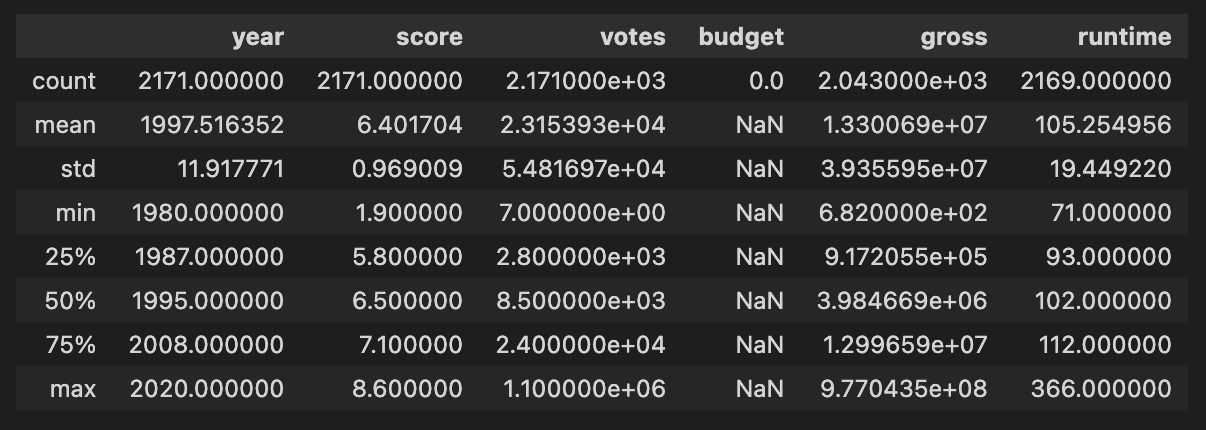 year score votes budget gross runtime
count 2171.000000 2171.000000 2.171000e+03 0.0 2.043000e+03 2169.000000
mean 1997.516352 6.401704 2.315393e+04 NaN 1.330069e+07 105.254956
std 11.917771 0.969009 5.481697e+04 NaN 3.935595e+07 19.449220
min 1980.000000 1.900000 7.000000e+00 NaN 6.820000e+02 71.000000
25% 1987.000000 5.800000 2.800000e+03 NaN 9.172055e+05 93.000000
50% 1995.000000 6.500000 8.500000e+03 NaN 3.984669e+06 102.000000
75% 2008.000000 7.100000 2.400000e+04 NaN 1.299659e+07 112.000000
max 2020.000000 8.600000 1.100000e+06 NaN 9.770435e+08 366.000000